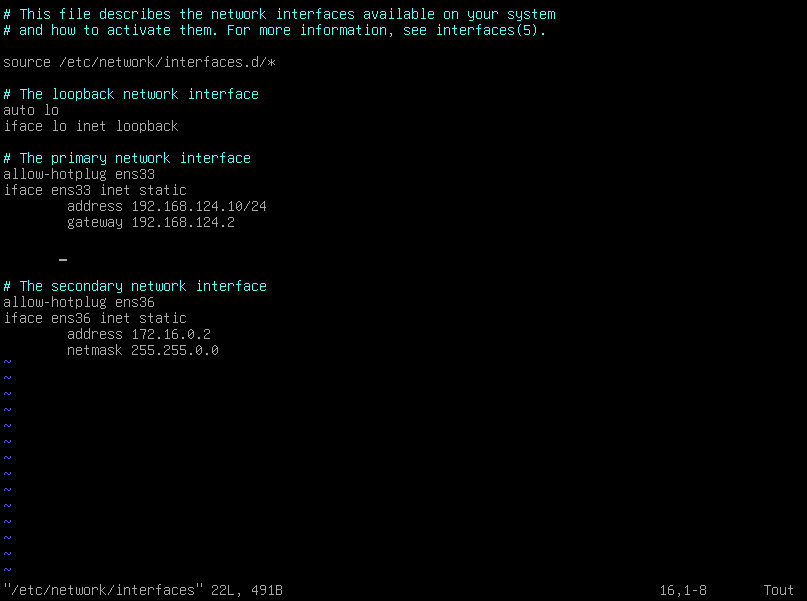 # This file describes the network interfaces available on your system
# and how to activate them. For more information, see interfaces(5).
source /etc/network/interfaces.d/*
# The loopback network interface
auto lo
iface lo inet loopback
# The primary network interface
allow-hotplug ens33
iface ens33 inet static
address 192.168.124.10/24
gateway 192.168.124.2
# The secondary network interface
allow-hotplug ens36
iface ens36 inet static
address 172.16.0.2
netmask 255.255.0.0
~
~
~
~
~
~
~
~
~
~
~
~
~
~
"/etc/network/interfaces" 22L, 491B 16,1-8 Tout